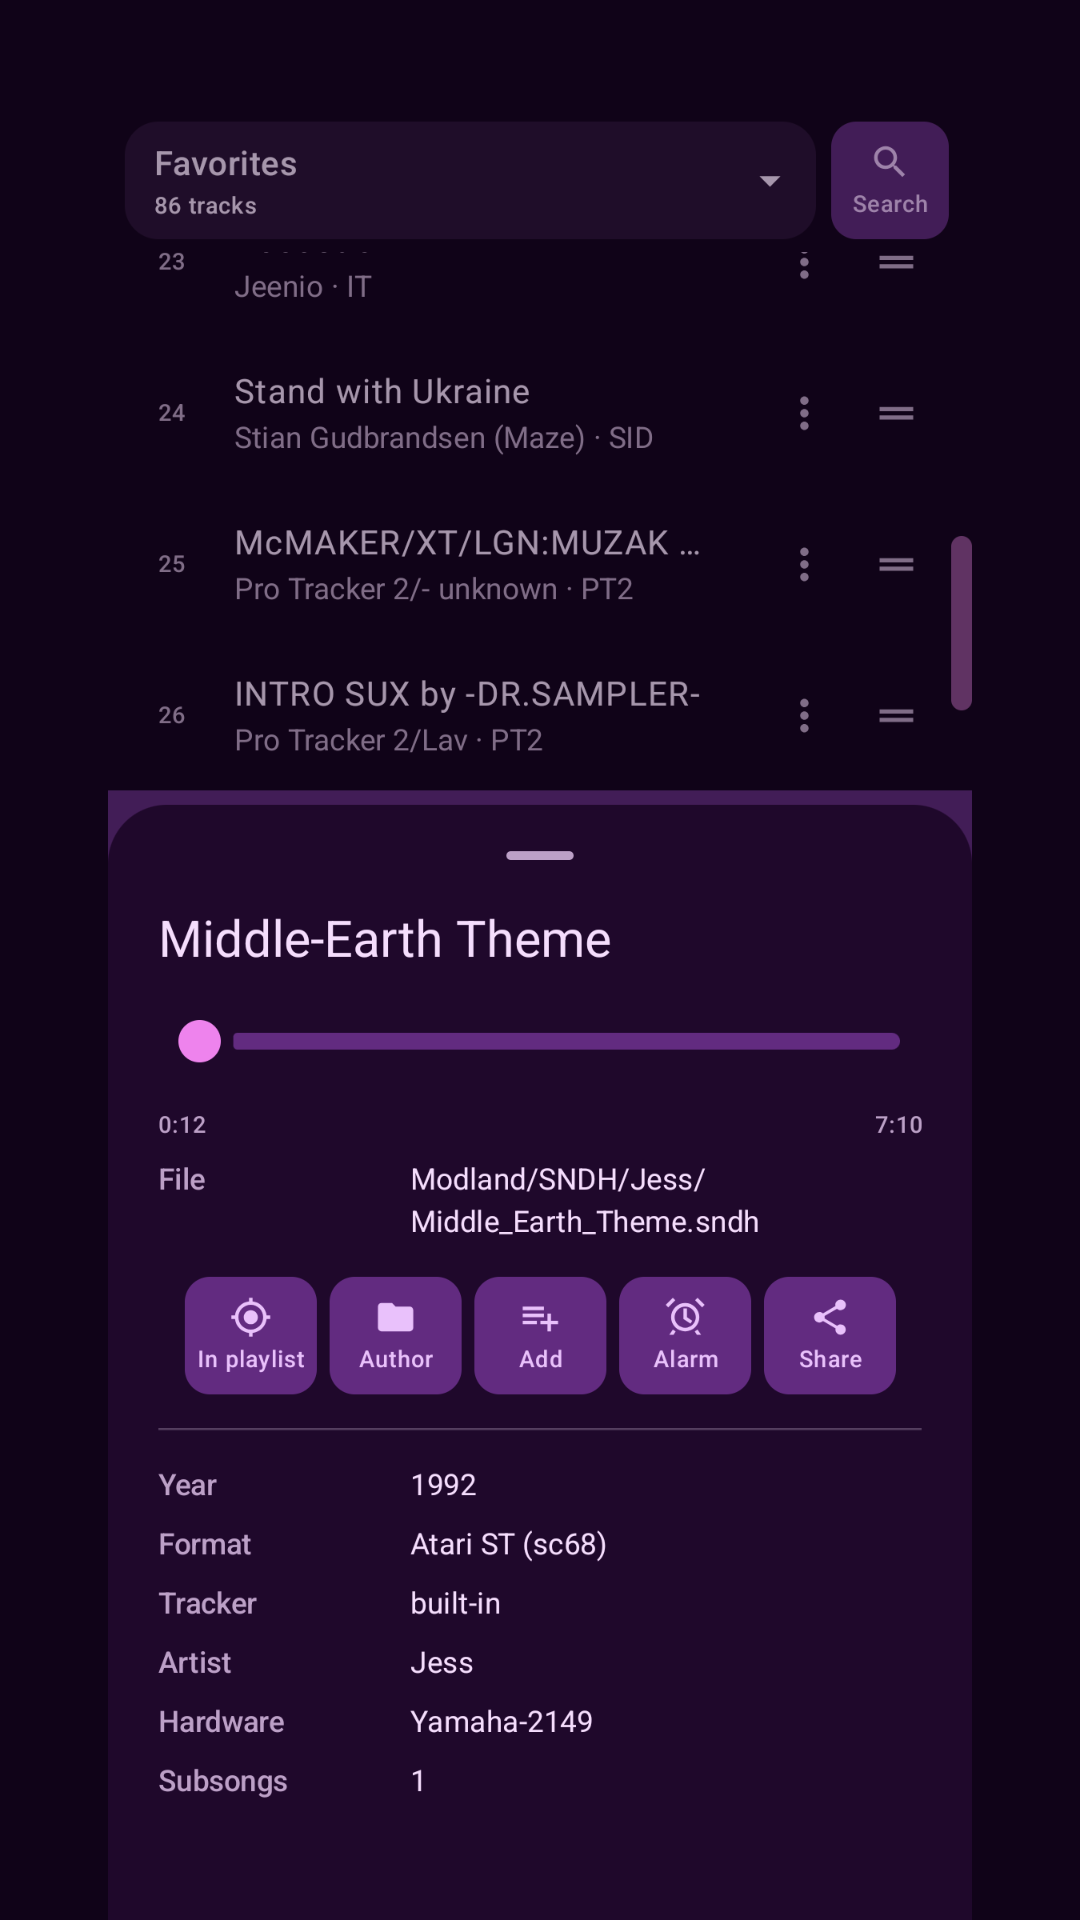 Favorites
86 tracks
Search
23
Jeenio · IT
24
Stand with Ukraine
Stian Gudbrandsen (Maze) · SID
25
McMAKER/XT/LGN:MUZAK …
Pro Tracker 2/- unknown · PT2
26
INTRO SUX by -DR.SAMPLER-
Pro Tracker 2/Lav · PT2
Middle-Earth Theme
0:12
7:10
File
Modland/SNDH/Jess/
Middle_Earth_Theme.sndh
In playlist
Author
Add
Alarm
Share
Year
1992
Format
Atari ST (sc68)
Tracker
built-in
Artist
Jess
Hardware
Yamaha-2149
Subsongs
1